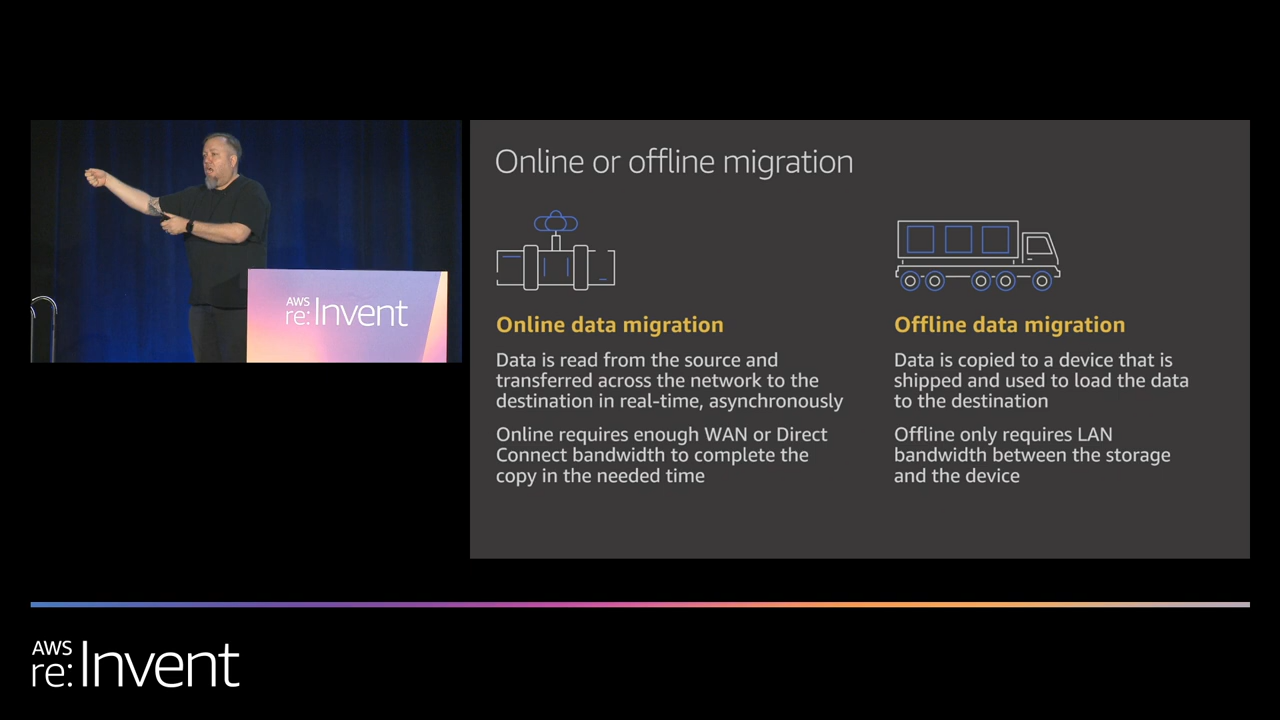 AWS
re:Invent
Online or offline migration
Online data migration
Data is read from the source and
transferred across the network to the
destination in real-time, asynchronously
Online requires enough WAN or Direct
Connect bandwidth to complete the
copy in the needed time
Offline data migration
Data is copied to a device that is
shipped and used to load the data
to the destination
Offline only requires LAN
bandwidth between the storage
and the device
AWS
re:Invent